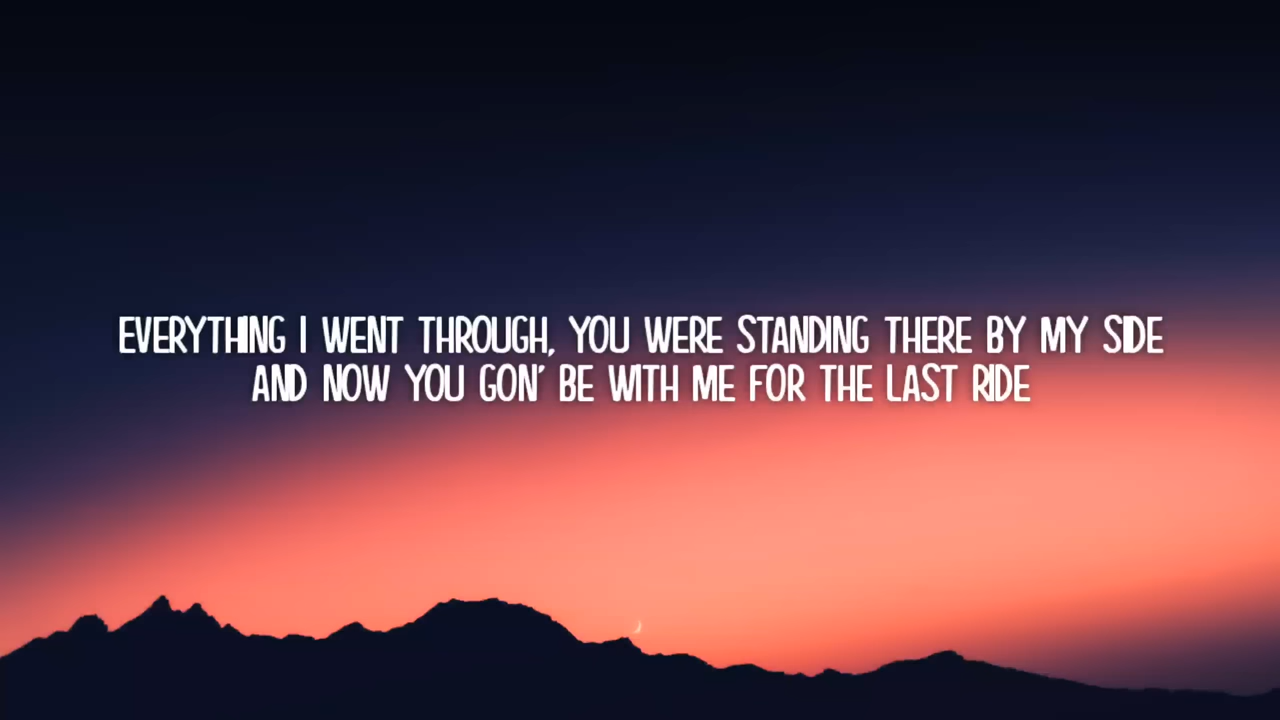 EVERYTHING I WENT THROUGH, YOU WERE STANDING THERE BY MY SIDE
AND NOW YOU GON' BE WITH ME FOR THE LAST RIDE